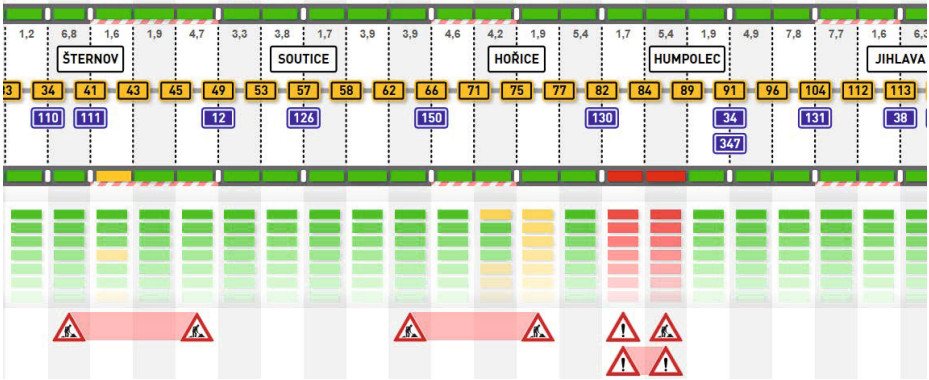 1,2 6,8 1,6 1,9 4,7 3,3 3,8 1,7 3,9 3,9 4,6 4,2 1,9 5,4 1,7 5,4 1,9 4,9 7,8 7,7 1,6 6,3
ŠTERNOV SOUTICE HOŘICE HUMPOLEC JIHLAVA
34 41 43 45 49 53 57 58 62 66 71 75 77 82 84 89 91 96 104 112 113
110 111 12 126 150 130 34 131 38
347